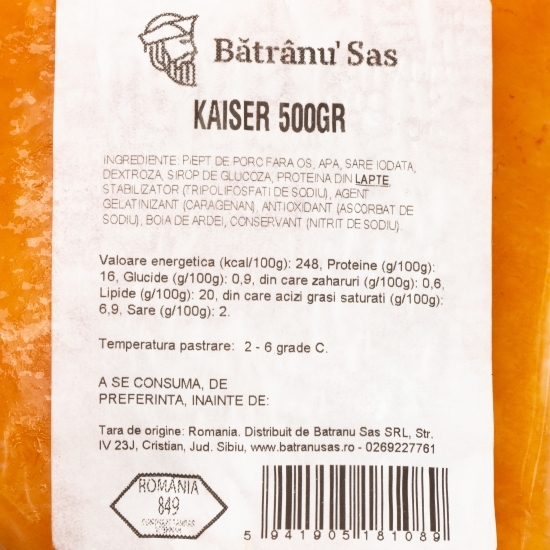 Bătrânu' Sas
KAISER 500GR
INGREDIENTE: PIEPT DE PORC FARA OS, APA, SARE IODATA,
DEXTROZA, SIROP DE GLUCOZA, PROTEINA DIN LAPTE,
STABILIZATOR (TRIPOLIFOSFATI DE SODIU), AGENT
GELATINIZANT (CARAGENAN), ANTIOXIDANT (ASCORBAT DE
SODIU), BOIA DE ARDEI, CONSERVANT (NITRIT DE SODIU).
Valoare energetica (kcal/100g): 248, Proteine (g/100g):
16, Glucide (g/100g): 0,9, din care zaharuri (g/100g): 0,6,
Lipide (g/100g): 20, din care acizi grasi saturati (g/100g):
6,9, Sare (g/100g): 2.
Temperatura pastrare: 2 - 6 grade C.
A SE CONSUMA, DE
PREFERINTA, INAINTE DE:
Tara de origine: Romania. Distribuit de Batranu Sas SRL, Str.
IV 23J, Cristian, Jud. Sibiu, www.batranusas.ro - 0269227761
ROMÂNIA
849
5 941905 181089